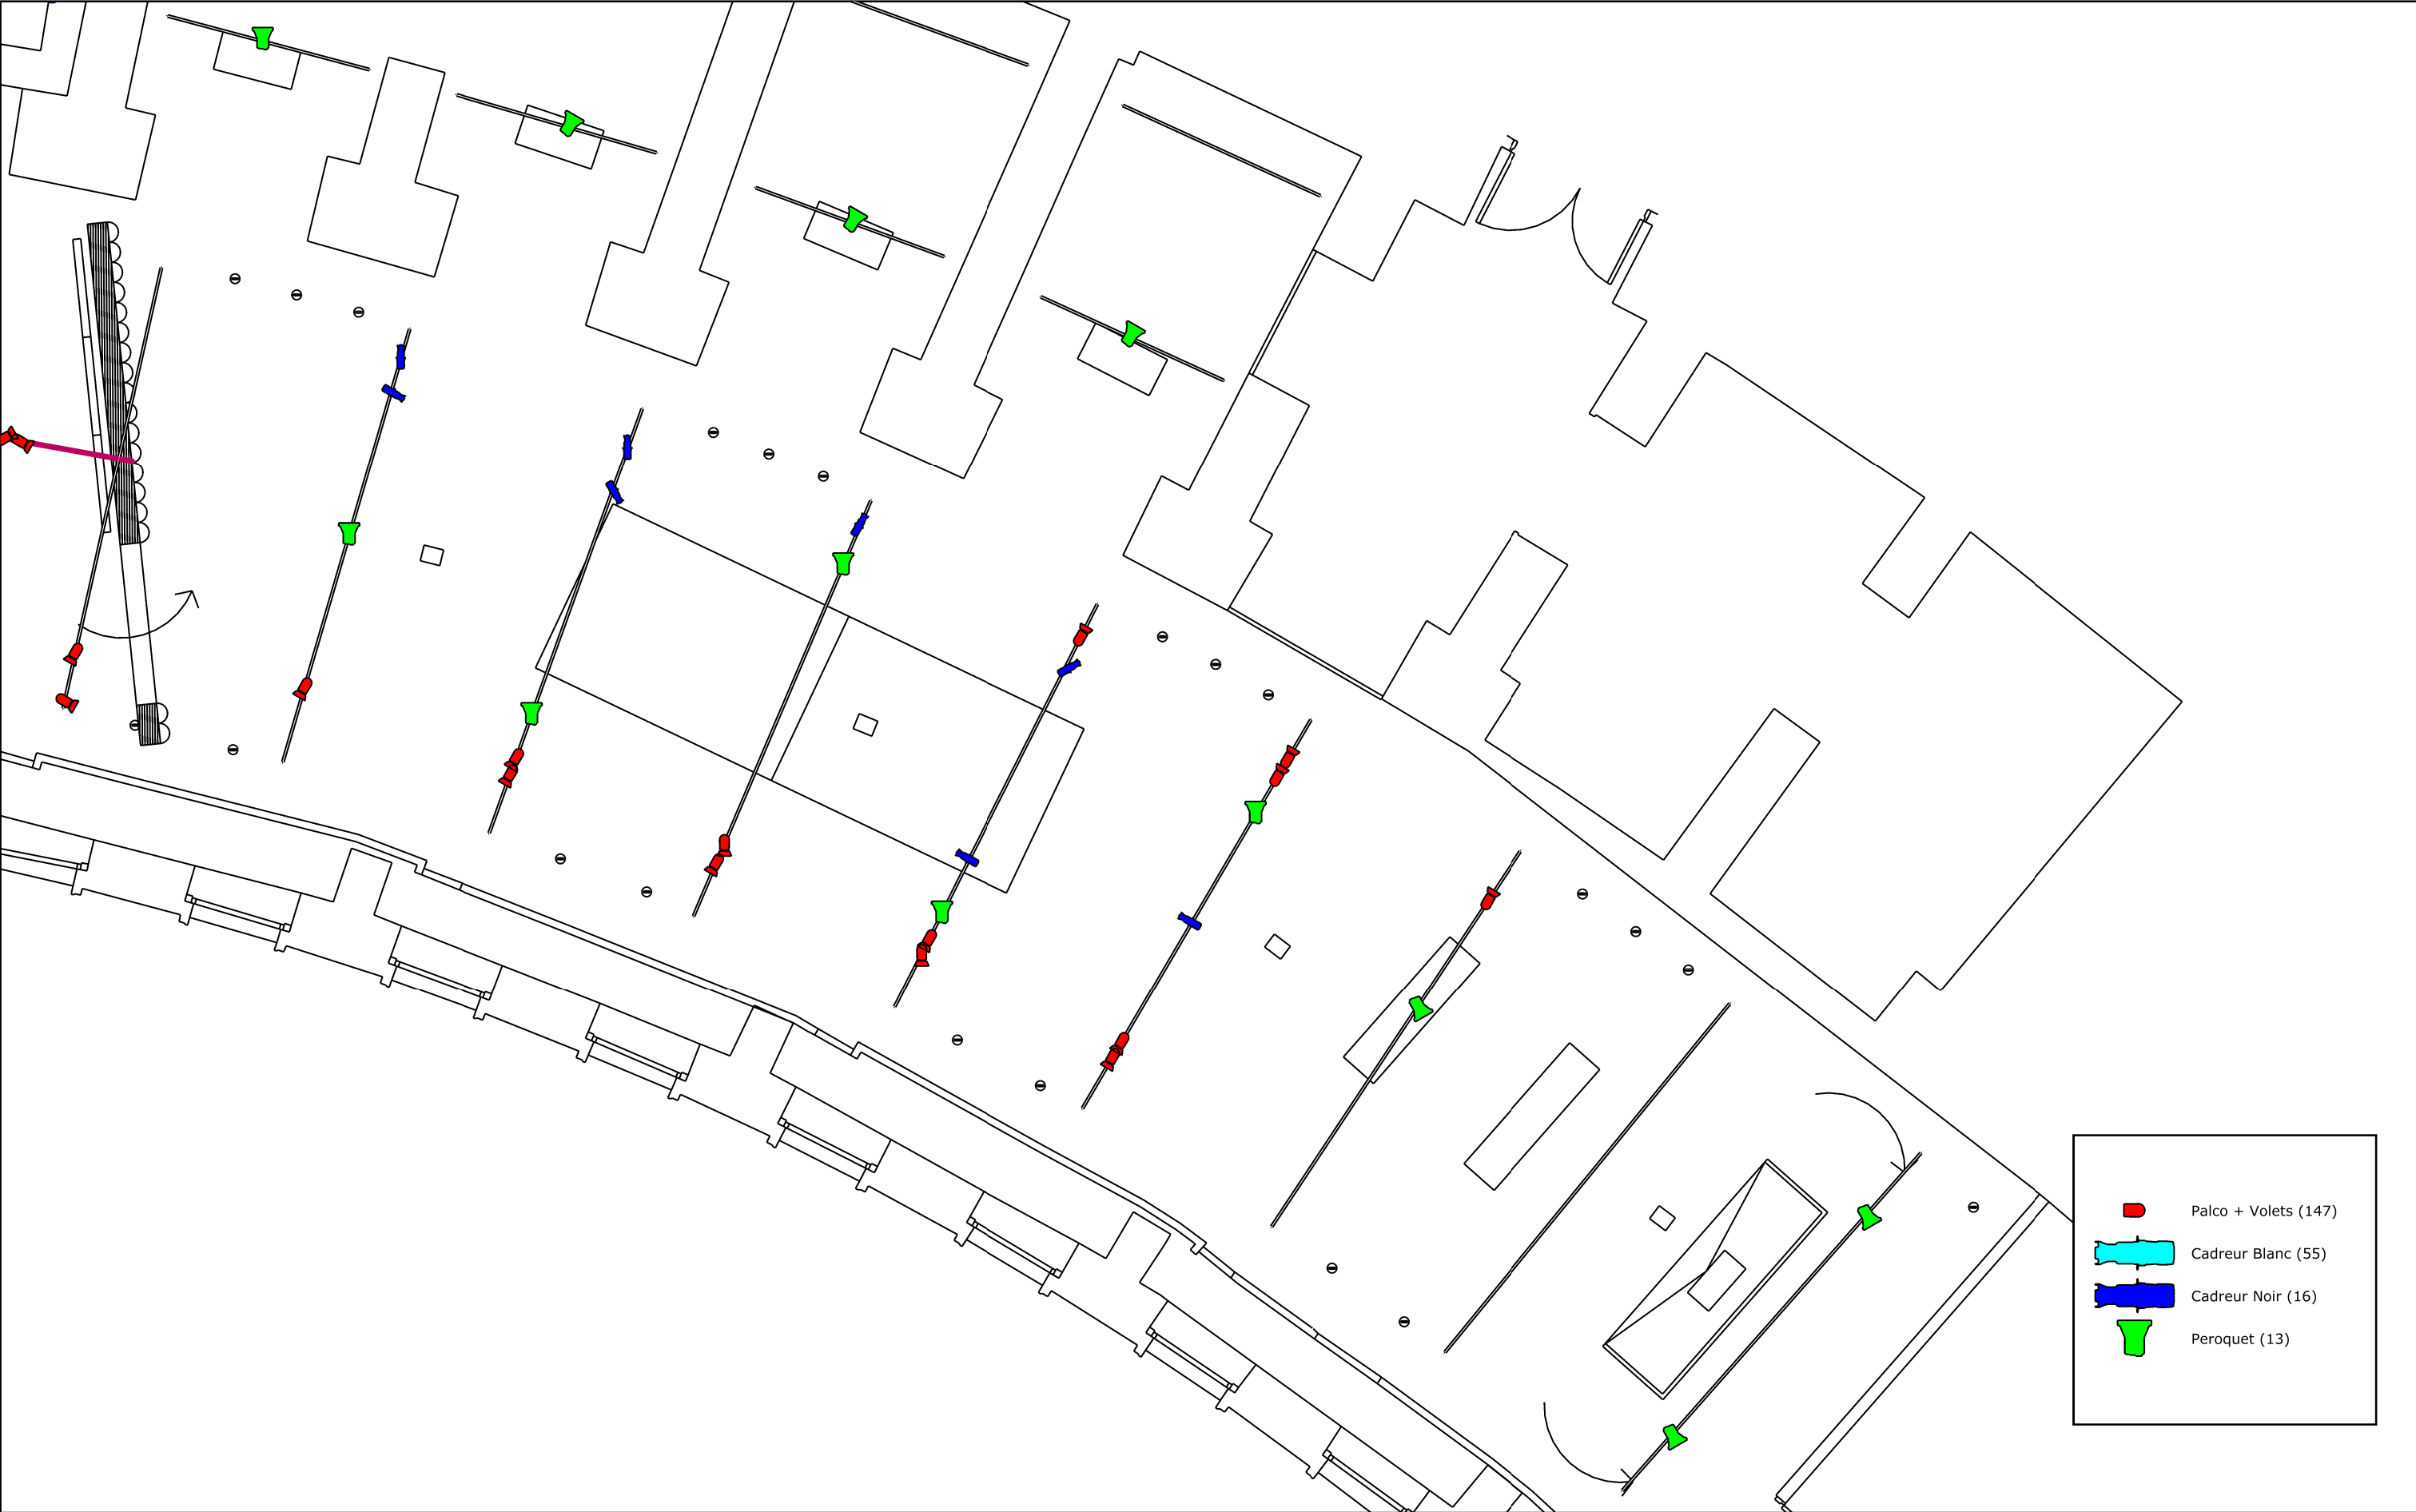 Palco + Volets (147)
Cadreur Blanc (55)
Cadreur Noir (16)
Peroquet (13)